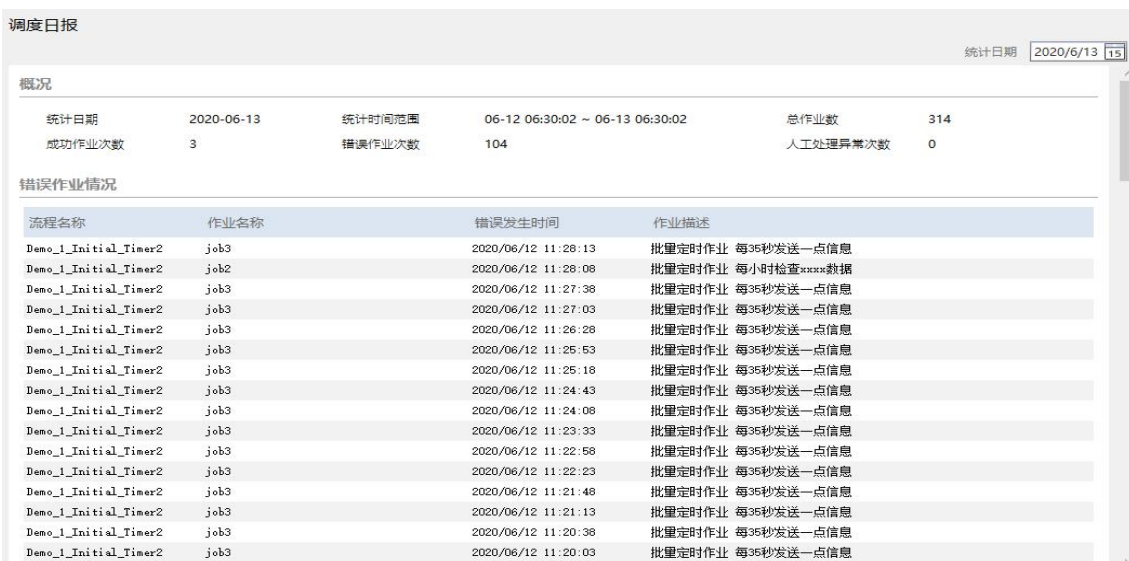 调度日报
统计日期 2020/6/13 15
概况
统计日期 2020-06-13 统计时间范围 06-12 06:30:02 ~ 06-13 06:30:02 总作业数 314
成功作业次数 3 错误作业次数 104 人工处理异常次数 0
错误作业情况
流程名称 作业名称 错误发生时间 作业描述
Demo_1_Initial_Timer2 job3 2020/06/12 11:28:13 批量定时作业 每35秒发送一点信息
Demo_1_Initial_Timer2 job2 2020/06/12 11:28:08 批量定时作业 每小时检查xxxx数据
Demo_1_Initial_Timer2 job3 2020/06/12 11:27:38 批量定时作业 每35秒发送一点信息
Demo_1_Initial_Timer2 job3 2020/06/12 11:27:03 批量定时作业 每35秒发送一点信息
Demo_1_Initial_Timer2 job3 2020/06/12 11:26:28 批量定时作业 每35秒发送一点信息
Demo_1_Initial_Timer2 job3 2020/06/12 11:25:53 批量定时作业 每35秒发送一点信息
Demo_1_Initial_Timer2 job3 2020/06/12 11:25:18 批量定时作业 每35秒发送一点信息
Demo_1_Initial_Timer2 job3 2020/06/12 11:24:43 批量定时作业 每35秒发送一点信息
Demo_1_Initial_Timer2 job3 2020/06/12 11:24:08 批量定时作业 每35秒发送一点信息
Demo_1_Initial_Timer2 job3 2020/06/12 11:23:33 批量定时作业 每35秒发送一点信息
Demo_1_Initial_Timer2 job3 2020/06/12 11:22:58 批量定时作业 每35秒发送一点信息
Demo_1_Initial_Timer2 job3 2020/06/12 11:22:23 批量定时作业 每35秒发送一点信息
Demo_1_Initial_Timer2 job3 2020/06/12 11:21:48 批量定时作业 每35秒发送一点信息
Demo_1_Initial_Timer2 job3 2020/06/12 11:21:13 批量定时作业 每35秒发送一点信息
Demo_1_Initial_Timer2 job3 2020/06/12 11:20:38 批量定时作业 每35秒发送一点信息
Demo_1_Initial_Timer2 job3 2020/06/12 11:20:03 批量定时作业 每35秒发送一点信息